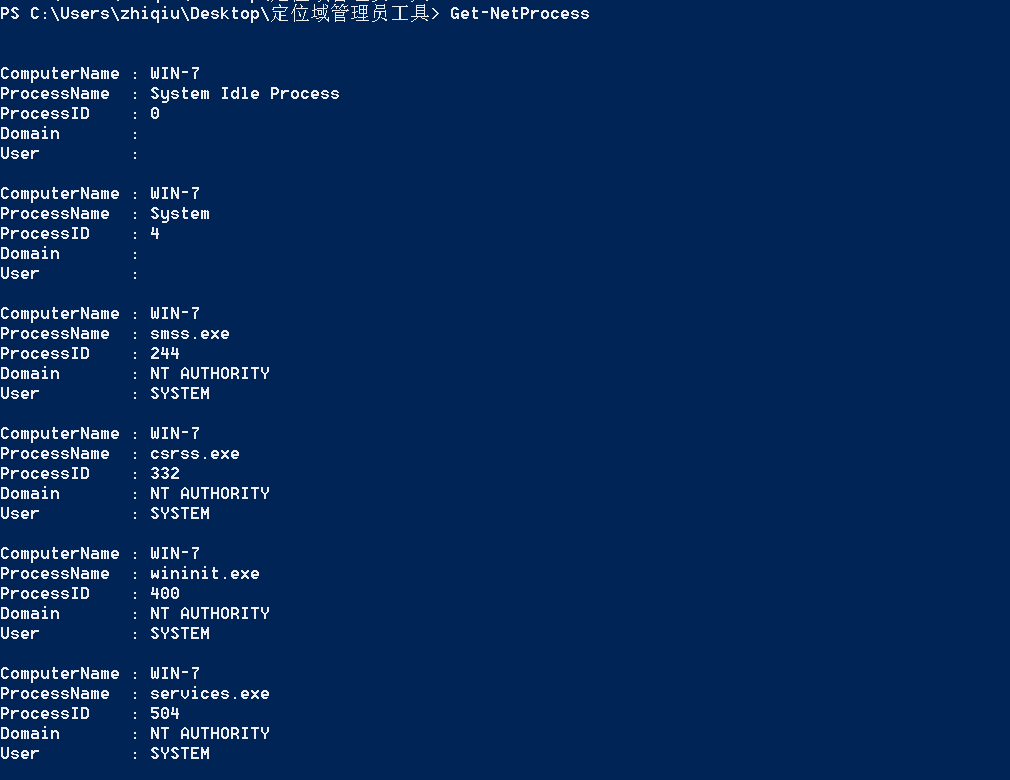 PS C:\Users\zhiqiu\Desktop\定位域管理员工具> Get-NetProcess
ComputerName : WIN-7
ProcessName : System Idle Process
ProcessID : 0
Domain :
User :
ComputerName : WIN-7
ProcessName : System
ProcessID : 4
Domain :
User :
ComputerName : WIN-7
ProcessName : smss.exe
ProcessID : 244
Domain : NT AUTHORITY
User : SYSTEM
ComputerName : WIN-7
ProcessName : csrss.exe
ProcessID : 332
Domain : NT AUTHORITY
User : SYSTEM
ComputerName : WIN-7
ProcessName : wininit.exe
ProcessID : 400
Domain : NT AUTHORITY
User : SYSTEM
ComputerName : WIN-7
ProcessName : services.exe
ProcessID : 504
Domain : NT AUTHORITY
User : SYSTEM